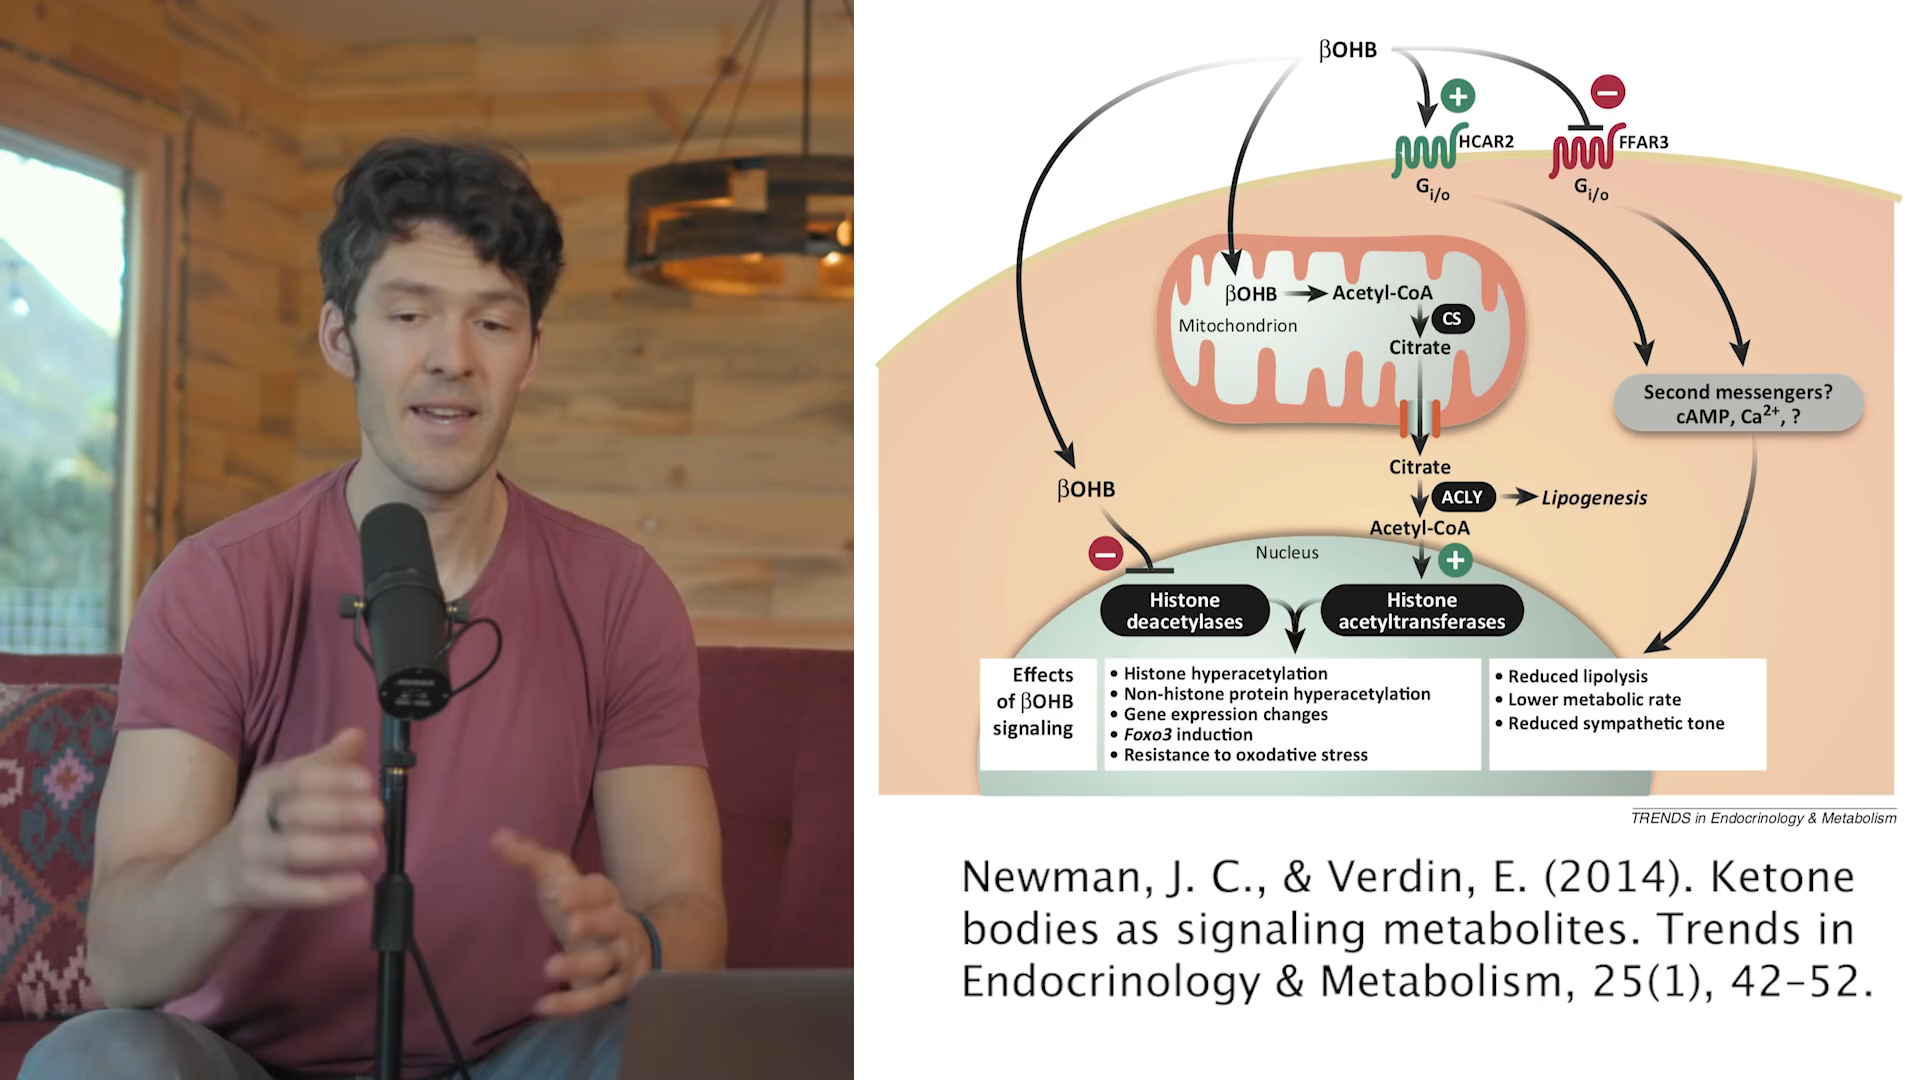 βOHB
+
−
HCAR2
FFAR3
Gi/o
Gi/o
βOHB
Acetyl-CoA
Mitochondrion
CS
Citrate
Second messengers?
cAMP, Ca2+, ?
Citrate
βOHB
ACLY
Lipogenesis
Acetyl-CoA
−
Nucleus
+
Histone
deacetylases
Histone
acetyltransferases
Effects
of βOHB
signaling
• Histone hyperacetylation
• Non-histone protein hyperacetylation
• Gene expression changes
• Foxo3 induction
• Resistance to oxodative stress
• Reduced lipolysis
• Lower metabolic rate
• Reduced sympathetic tone
TRENDS in Endocrinology & Metabolism
Newman, J. C., & Verdin, E. (2014). Ketone
bodies as signaling metabolites. Trends in
Endocrinology & Metabolism, 25(1), 42–52.